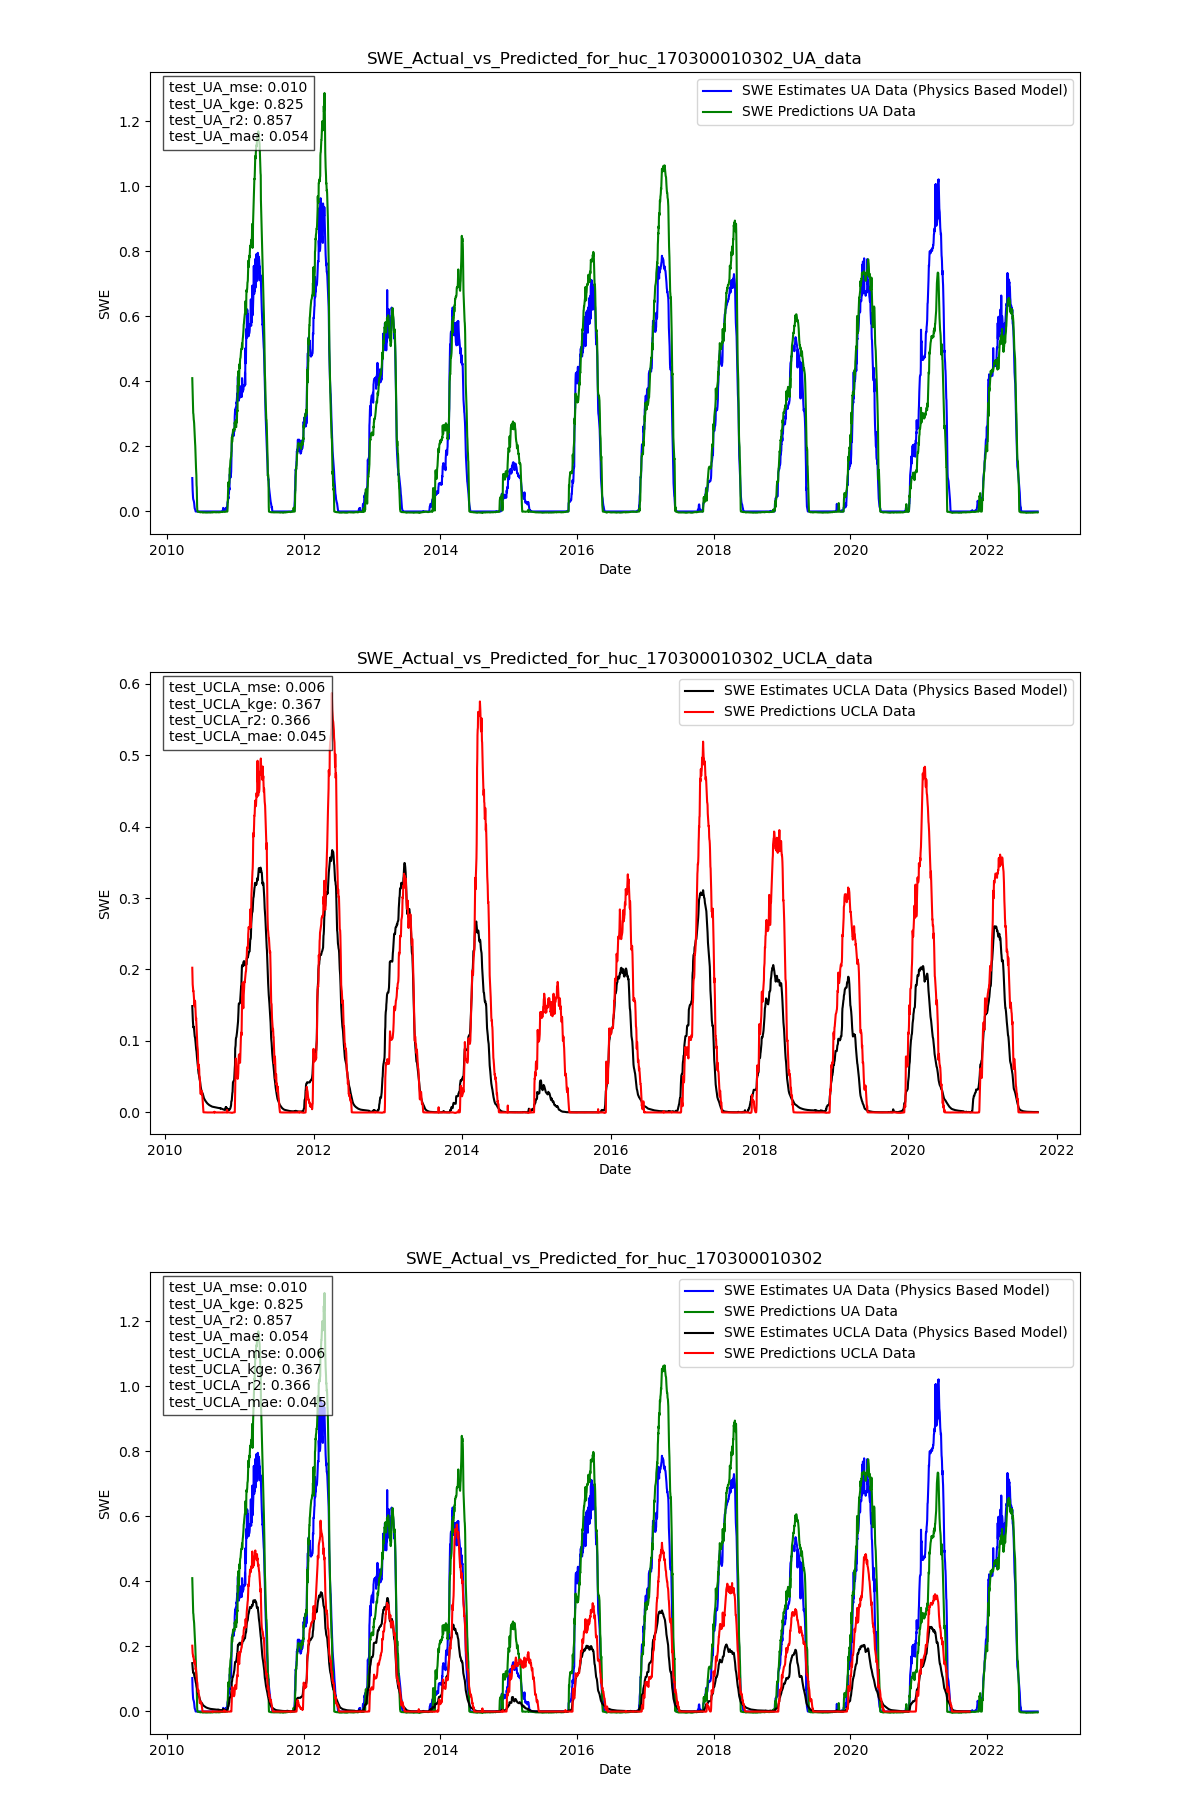 SWE_Actual_vs_Predicted_for_huc_170300010302_UA_data
test_UA_mse: 0.010
test_UA_kge: 0.825
test_UA_r2: 0.857
test_UA_mae: 0.054
SWE Estimates UA Data (Physics Based Model)
SWE Predictions UA Data
1.2
1.0
0.8
0.6
0.4
0.2
0.0
SWE
2010 2012 2014 2016 2018 2020 2022
Date
SWE_Actual_vs_Predicted_for_huc_170300010302_UCLA_data
test_UCLA_mse: 0.006
test_UCLA_kge: 0.367
test_UCLA_r2: 0.366
test_UCLA_mae: 0.045
SWE Estimates UCLA Data (Physics Based Model)
SWE Predictions UCLA Data
0.6
0.5
0.4
0.3
0.2
0.1
0.0
SWE
2010 2012 2014 2016 2018 2020 2022
Date
SWE_Actual_vs_Predicted_for_huc_170300010302
test_UA_mse: 0.010
test_UA_kge: 0.825
test_UA_r2: 0.857
test_UA_mae: 0.054
test_UCLA_mse: 0.006
test_UCLA_kge: 0.367
test_UCLA_r2: 0.366
test_UCLA_mae: 0.045
SWE Estimates UA Data (Physics Based Model)
SWE Predictions UA Data
SWE Estimates UCLA Data (Physics Based Model)
SWE Predictions UCLA Data
1.2
1.0
0.8
0.6
0.4
0.2
0.0
SWE
2010 2012 2014 2016 2018 2020 2022
Date